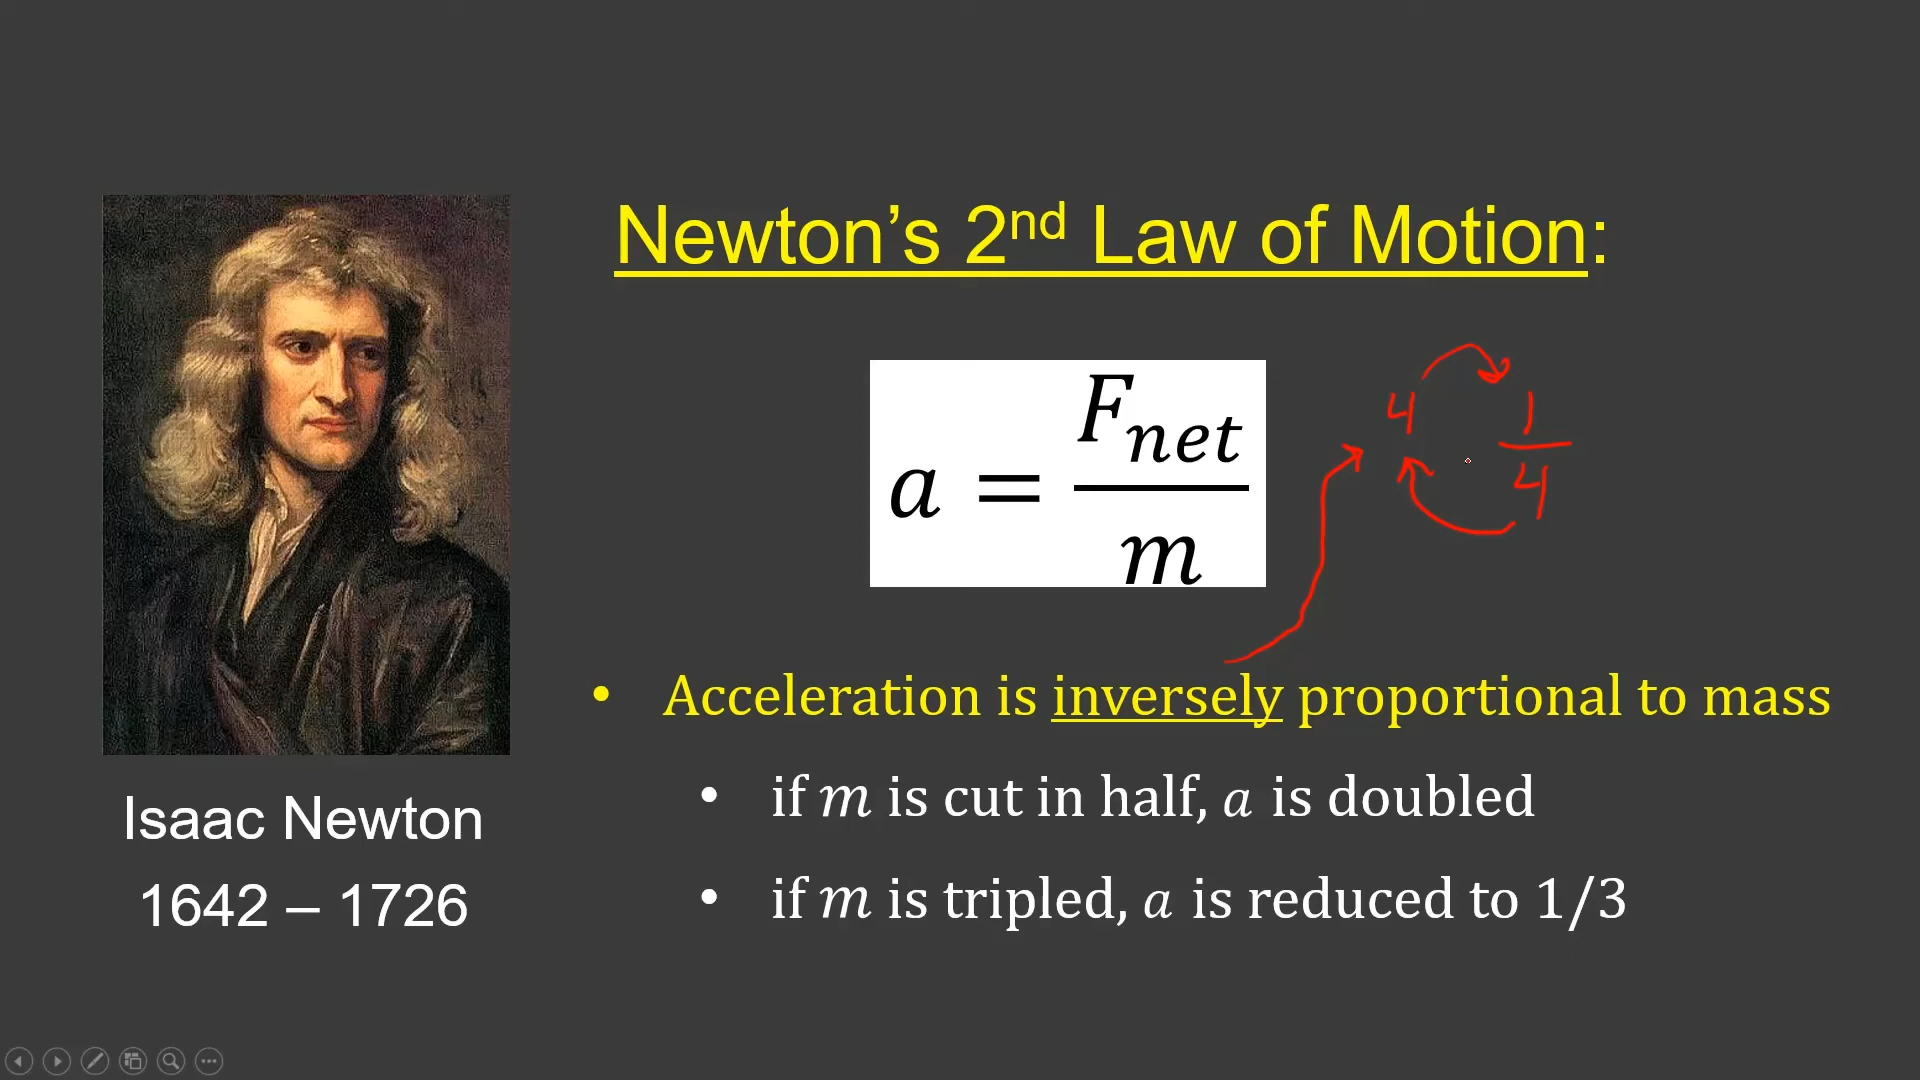 Newton’s 2nd Law of Motion:
a = F_net / m
4 1/4
• Acceleration is inversely proportional to mass
• if m is cut in half, a is doubled
• if m is tripled, a is reduced to 1/3
Isaac Newton
1642 – 1726